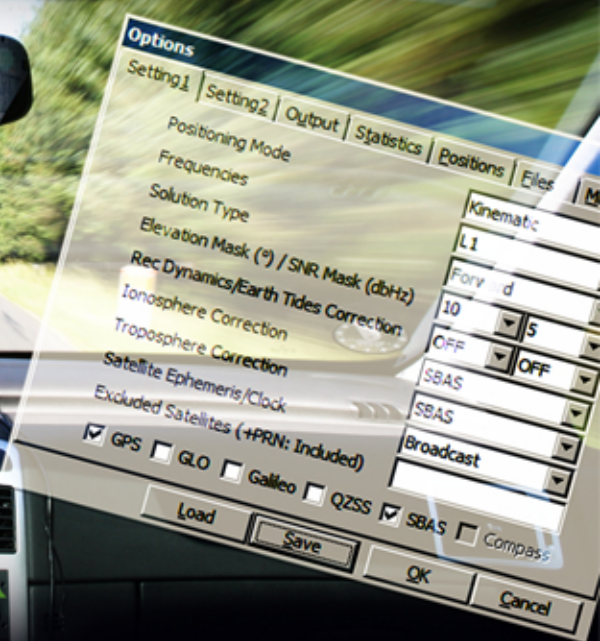 Options
Setting1 Setting2 Output Statistics Positions Files
Positioning Mode Kinematic
Frequencies L1
Solution Type
Elevation Mask (°) / SNR Mask (dbHz) 10 5
Rec Dynamics/Earth Tides Correction OFF OFF
Ionosphere Correction SBAS
Troposphere Correction SBAS
Satellite Ephemeris/Clock Broadcast
Excluded Satellites (+PRN: Included)
GPS GLO Galileo QZSS SBAS Compass
Load Save OK Cancel